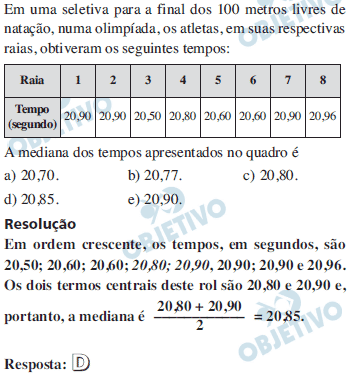 Em uma seletiva para a final dos 100 metros livres de
natação, numa olimpíada, os atletas, em suas respectivas
raias, obtiveram os seguintes tempos:
Raia 1 2 3 4 5 6 7 8
Tempo
(segundo) 20,90 20,90 20,50 20,80 20,60 20,60 20,90 20,96
A mediana dos tempos apresentados no quadro é
a) 20,70. b) 20,77. c) 20,80.
d) 20,85. e) 20,90.
Resolução
Em ordem crescente, os tempos, em segundos, são
20,50; 20,60; 20,60; 20,80; 20,90, 20,90; 20,90 e 20,96.
Os dois termos centrais deste rol são 20,80 e 20,90 e,
portanto, a mediana é 20,80 + 20,90 / 2 = 20,85.
Resposta: D
OBJETIVO
OBJETIVO
OBJETIVO
OBJETIVO